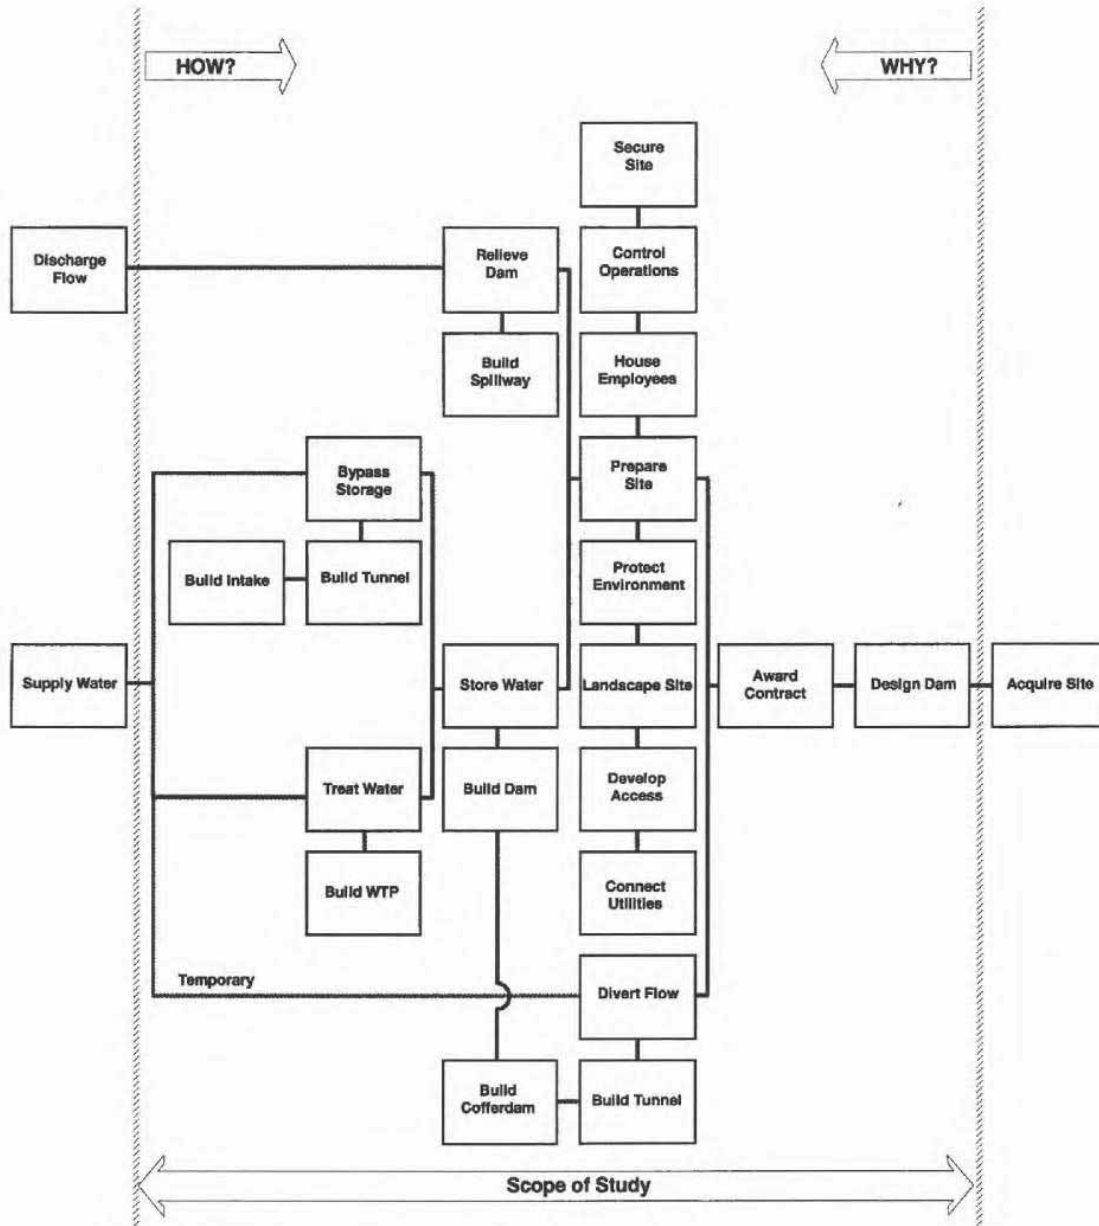 HOW?
WHY?
Secure
Site
Discharge
Flow
Relieve
Dam
Control
Operations
Build
Spillway
House
Employees
Bypass
Storage
Prepare
Site
Build Intake
Build Tunnel
Protect
Environment
Supply Water
Store Water
Landscape Site
Award
Contract
Design Dam
Acquire Site
Treat Water
Build Dam
Develop
Access
Build WTP
Connect
Utilities
Temporary
Divert Flow
Build
Cofferdam
Build Tunnel
Scope of Study